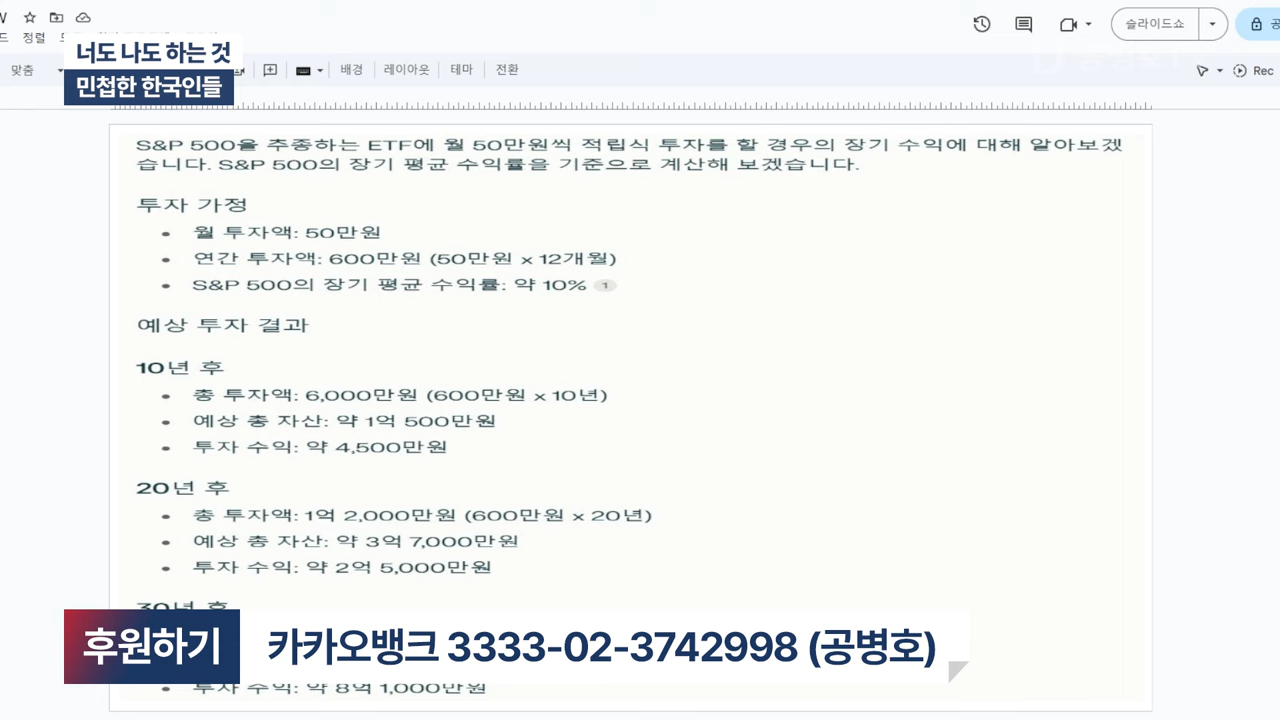 정렬
너도 나도 하는 것
민첩한 한국인들
슬라이드쇼
맞춤
배경
레이아웃
테마
전환
Rec
S&P 500을 추종하는 ETF에 월 50만원씩 적립식 투자를 할 경우의 장기 수익에 대해 알아보겠
습니다. S&P 500의 장기 평균 수익률을 기준으로 계산해 보겠습니다.
투자 가정
• 월 투자액: 50만원
• 연간 투자액: 600만원 (50만원 x 12개월)
• S&P 500의 장기 평균 수익률: 약 10% 1
예상 투자 결과
10년 후
• 총 투자액: 6,000만원 (600만원 x 10년)
• 예상 총 자산: 약 1억 500만원
• 투자 수익: 약 4,500만원
20년 후
• 총 투자액: 1억 2,000만원 (600만원 x 20년)
• 예상 총 자산: 약 3억 7,000만원
• 투자 수익: 약 2억 5,000만원
30년 후
후원하기
카카오뱅크 3333-02-3742998 (공병호)
• 투자 수익: 약 8억 1,000만원